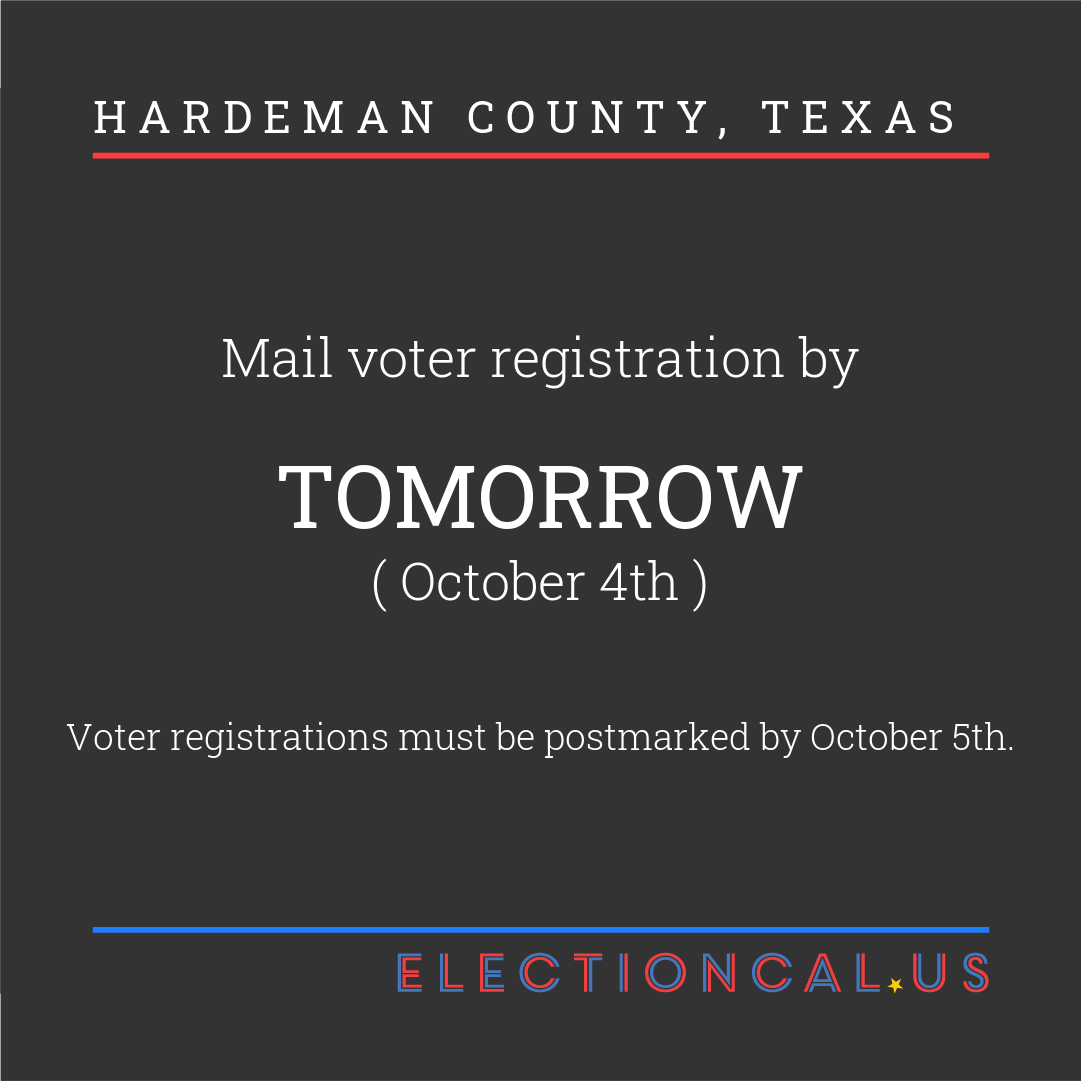 HARDEMAN COUNTY, TEXAS
Mail voter registration by
TOMORROW
( October 4th )
Voter registrations must be postmarked by October 5th.
ELECTIONCAL.US